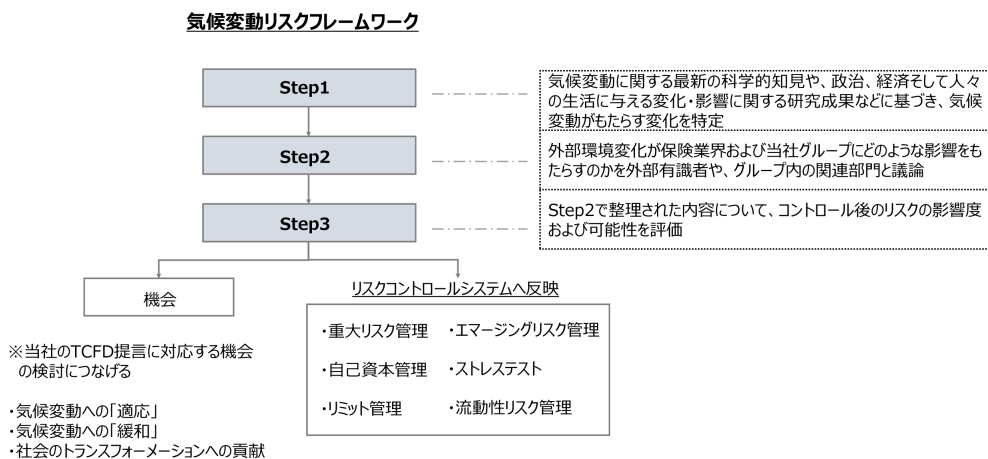 気候変動リスクフレームワーク
Step1
気候変動に関する最新の科学的知見や、政治、経済そして人々
の生活に与える変化・影響に関する研究成果などに基づき、気候
変動がもたらす変化を特定
Step2
外部環境変化が保険業界および当社グループにどのような影響をも
たらすのかを外部有識者や、グループ内の関連部門と議論
Step3
Step2で整理された内容について、コントロール後のリスクの影響度
および可能性を評価
機会
※当社のTCFD提言に対応する機会
の検討につなげる
・気候変動への「適応」
・気候変動への「緩和」
・社会のトランスフォーメーションへの貢献
リスクコントロールシステムへ反映
・重大リスク管理 ・エマージングリスク管理
・自己資本管理 ・ストレステスト
・リミット管理 ・流動性リスク管理